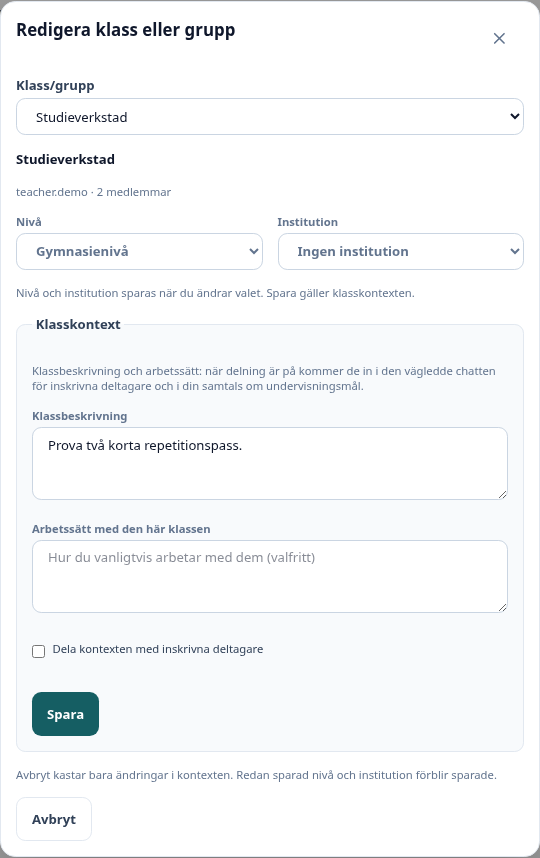 Redigera klass eller grupp
Klass/grupp
Studieverkstad
Studieverkstad
teacher.demo · 2 medlemmar
Nivå
Institution
Gymnasienivå
Ingen institution
Nivå och institution sparas när du ändrar valet. Spara gäller klasskontexten.
Klasskontext
Klassbeskrivning och arbetssätt: när delning är på kommer de in i den vägledde chatten
för inskrivna deltagare och i din samtals om undervisningsmål.
Klassbeskrivning
Prova två korta repetitionspass.
Arbetssätt med den här klassen
Hur du vanligtvis arbetar med dem (valfritt)
Dela kontexten med inskrivna deltagare
Spara
Avbryt kastar bara ändringar i kontexten. Redan sparad nivå och institution förblir sparade.
Avbryt